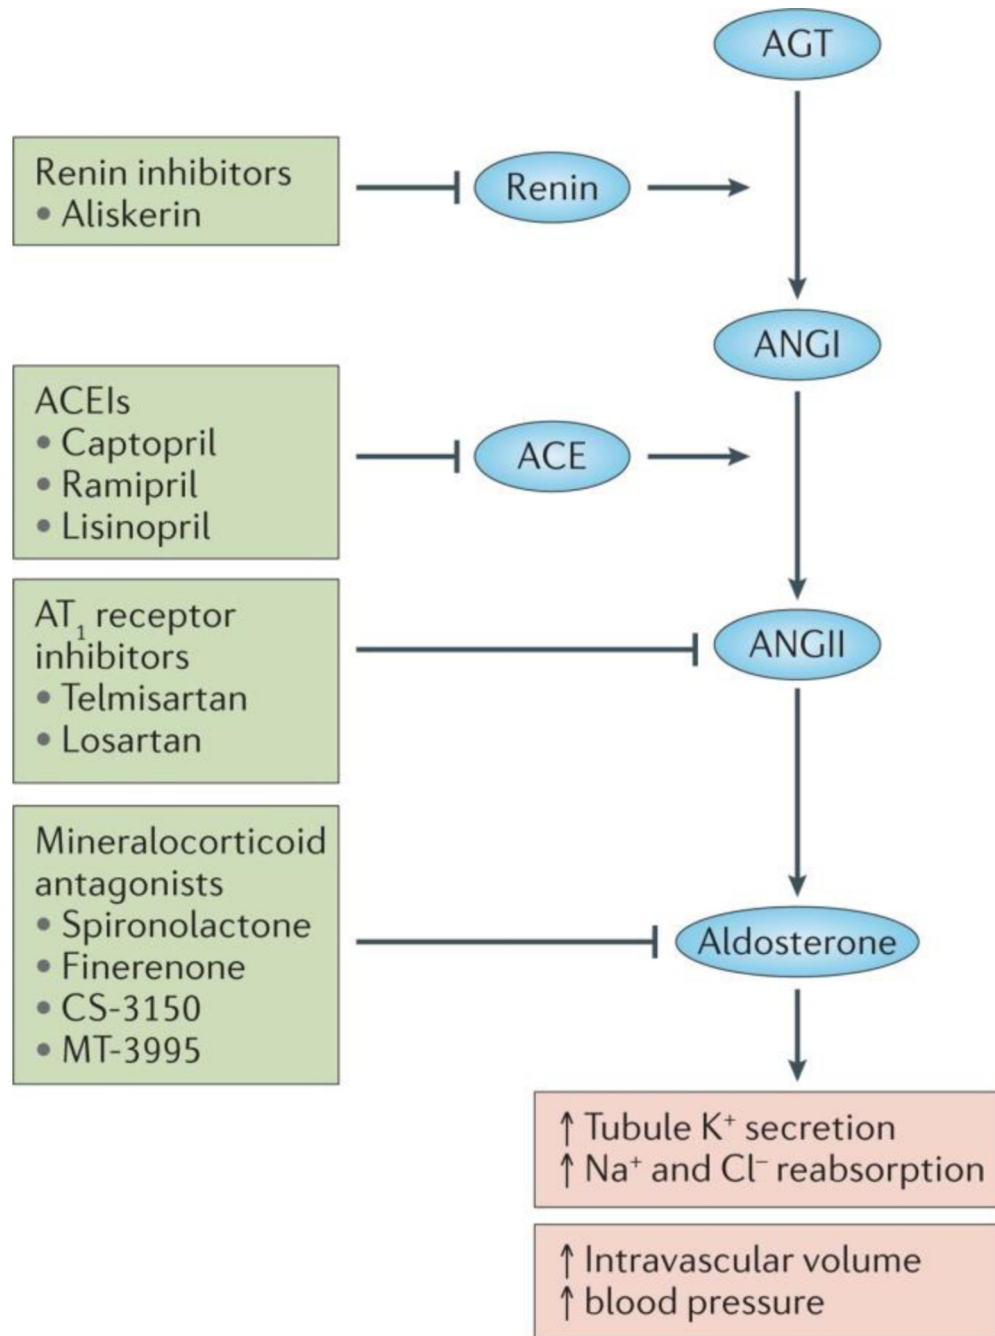 AGT
Renin inhibitors
• Aliskerin
Renin
ANGI
ACEIs
• Captopril
• Ramipril
• Lisinopril
ACE
AT₁ receptor
inhibitors
• Telmisartan
• Losartan
ANGII
Mineralocorticoid
antagonists
• Spironolactone
• Finerenone
• CS-3150
• MT-3995
Aldosterone
↑ Tubule K⁺ secretion
↑ Na⁺ and Cl⁻ reabsorption
↑ Intravascular volume
↑ blood pressure